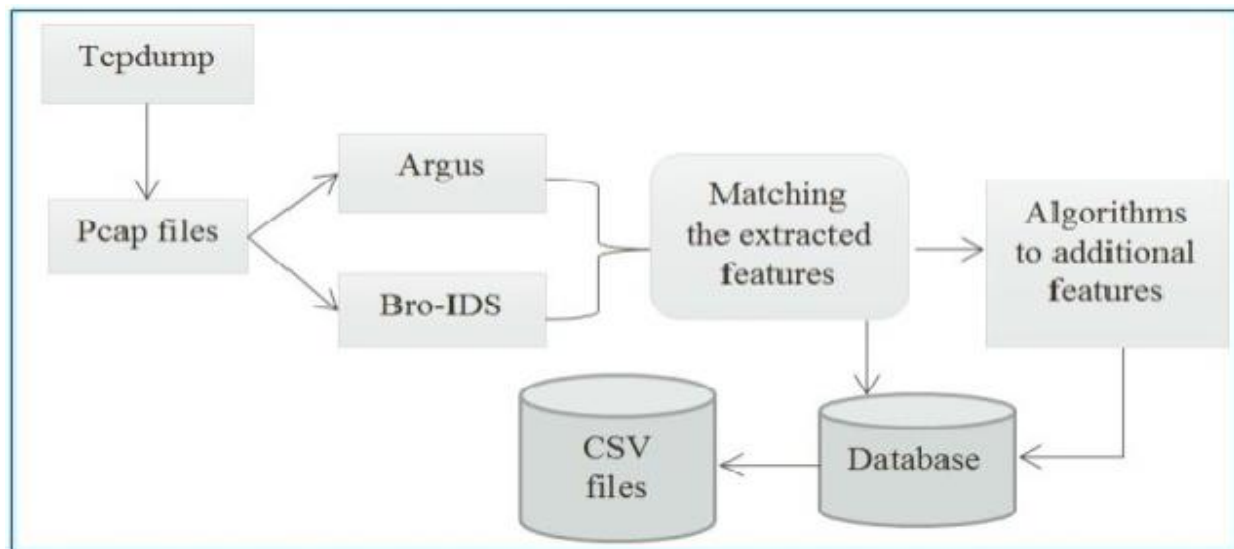 Tcpdump
Pcap files
Argus
Bro-IDS
Matching
the extracted
features
Algorithms
to additional
features
CSV
files
Database